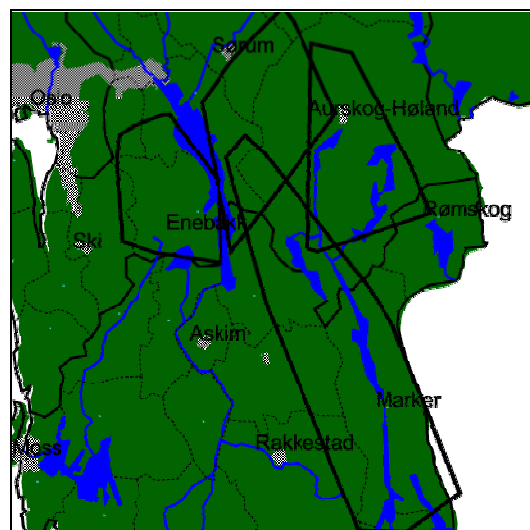 Sørum
Oslo
Aurskog-Høland
Rømskog
Enebakk
Ski
Askim
Marker
Rakkestad
Moss